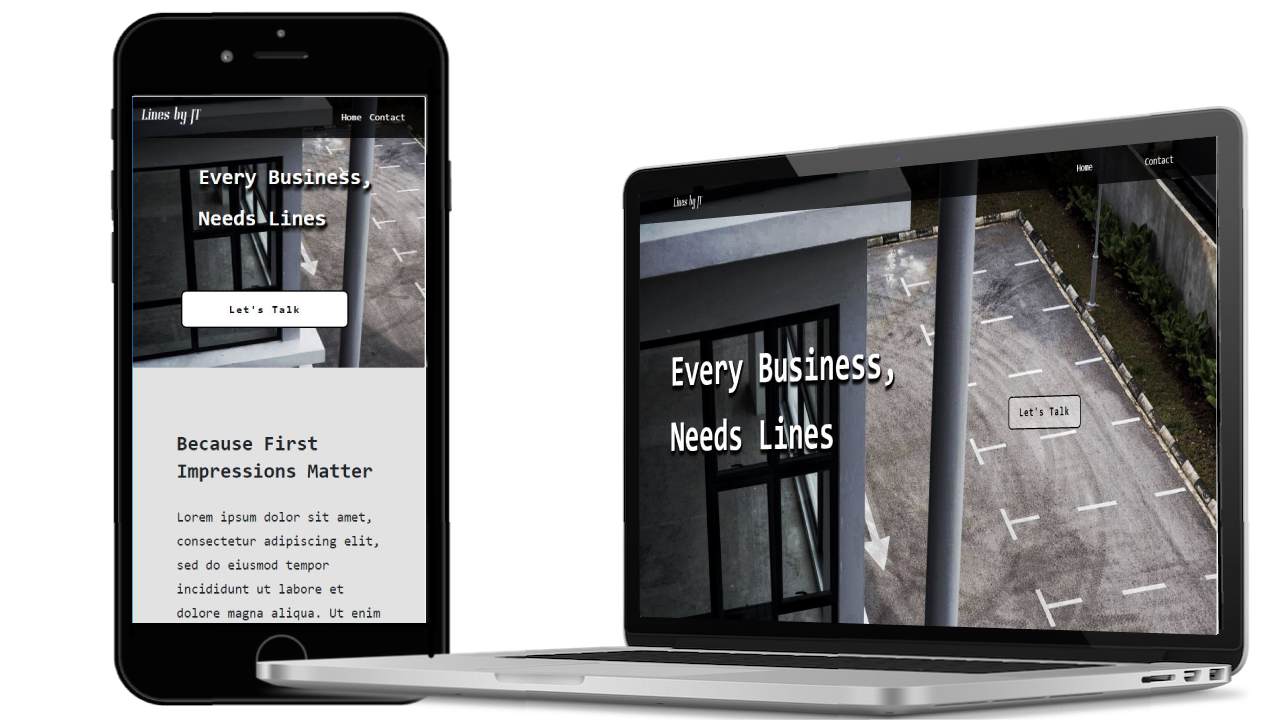 Lines by JT
Home Contact
Every Business,
Needs Lines
Let's Talk
Because First
Impressions Matter
Lorem ipsum dolor sit amet,
consectetur adipiscing elit,
sed do eiusmod tempor
incididunt ut labore et
dolore magna aliqua. Ut enim
Lines by JT
Home Contact
Every Business,
Needs Lines
Let's Talk